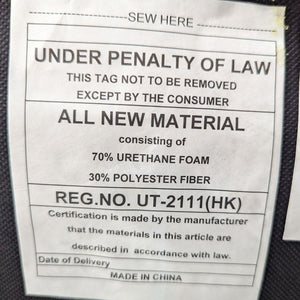 SEW HERE
UNDER PENALTY OF LAW
THIS TAG NOT TO BE REMOVED
EXCEPT BY THE CONSUMER
ALL NEW MATERIAL
consisting of
70% URETHANE FOAM
30% POLYESTER FIBER
REG.NO. UT-2111(HK)
Certification is made by the manufacturer
that the materials in this article are
described in accordance with law.
Date of Delivery
MADE IN CHINA